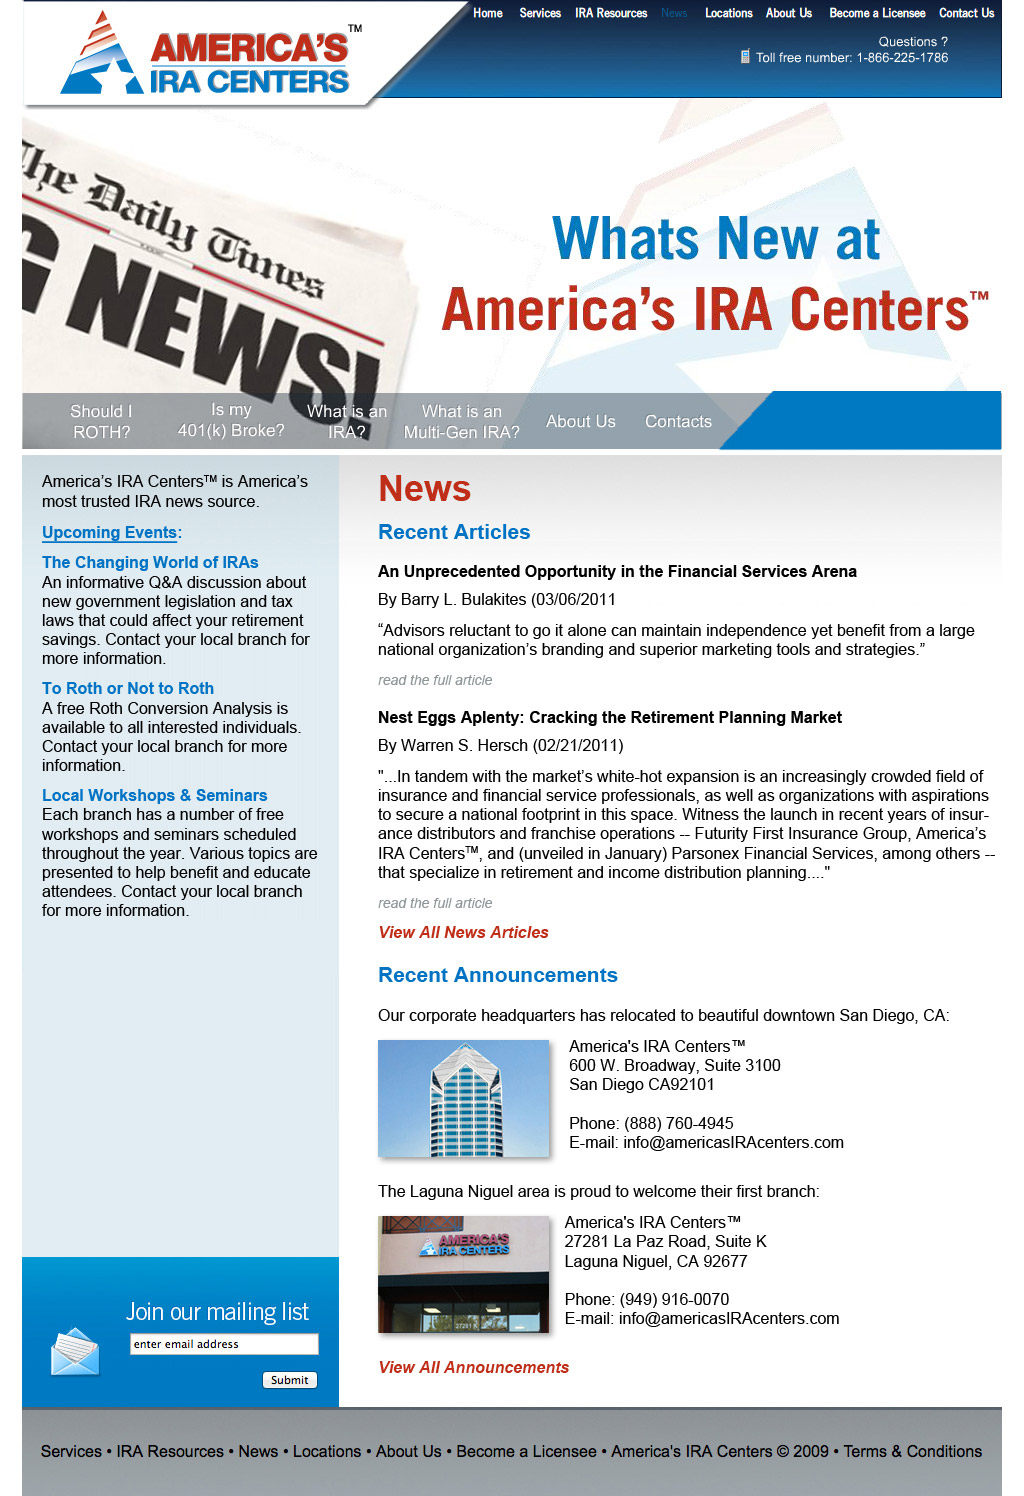 AMERICA'S™
IRA CENTERS
Home Services IRA Resources News Locations About Us Become a Licensee Contact Us
Questions ?
Toll free number: 1-866-225-1786
The Daily Times
G NEWS!
Whats New at
America's IRA Centers™
Should I
ROTH?
Is my
401(k) Broke?
What is an
IRA?
What is an
Multi-Gen IRA?
About Us
Contacts
America's IRA Centers™ is America's
most trusted IRA news source.
Upcoming Events:
The Changing World of IRAs
An informative Q&A discussion about
new government legislation and tax
laws that could affect your retirement
savings. Contact your local branch for
more information.
To Roth or Not to Roth
A free Roth Conversion Analysis is
available to all interested individuals.
Contact your local branch for more
information.
Local Workshops & Seminars
Each branch has a number of free
workshops and seminars scheduled
throughout the year. Various topics are
presented to help benefit and educate
attendees. Contact your local branch
for more information.
Join our mailing list
enter email address
Submit
News
Recent Articles
An Unprecedented Opportunity in the Financial Services Arena
By Barry L. Bulakites (03/06/2011
“Advisors reluctant to go it alone can maintain independence yet benefit from a large
national organization’s branding and superior marketing tools and strategies.”
read the full article
Nest Eggs Aplenty: Cracking the Retirement Planning Market
By Warren S. Hersch (02/21/2011)
"...In tandem with the market’s white-hot expansion is an increasingly crowded field of
insurance and financial service professionals, as well as organizations with aspirations
to secure a national footprint in this space. Witness the launch in recent years of insur-
ance distributors and franchise operations -- Futurity First Insurance Group, America’s
IRA Centers™, and (unveiled in January) Parsonex Financial Services, among others --
that specialize in retirement and income distribution planning...."
read the full article
View All News Articles
Recent Announcements
Our corporate headquarters has relocated to beautiful downtown San Diego, CA:
America's IRA Centers™
600 W. Broadway, Suite 3100
San Diego CA92101
Phone: (888) 760-4945
E-mail: info@americasIRAcenters.com
The Laguna Niguel area is proud to welcome their first branch:
AMERICA'S
IRA CENTERS
27281 K
America's IRA Centers™
27281 La Paz Road, Suite K
Laguna Niguel, CA 92677
Phone: (949) 916-0070
E-mail: info@americasIRAcenters.com
View All Announcements
Services • IRA Resources • News • Locations • About Us • Become a Licensee • America's IRA Centers © 2009 • Terms & Conditions